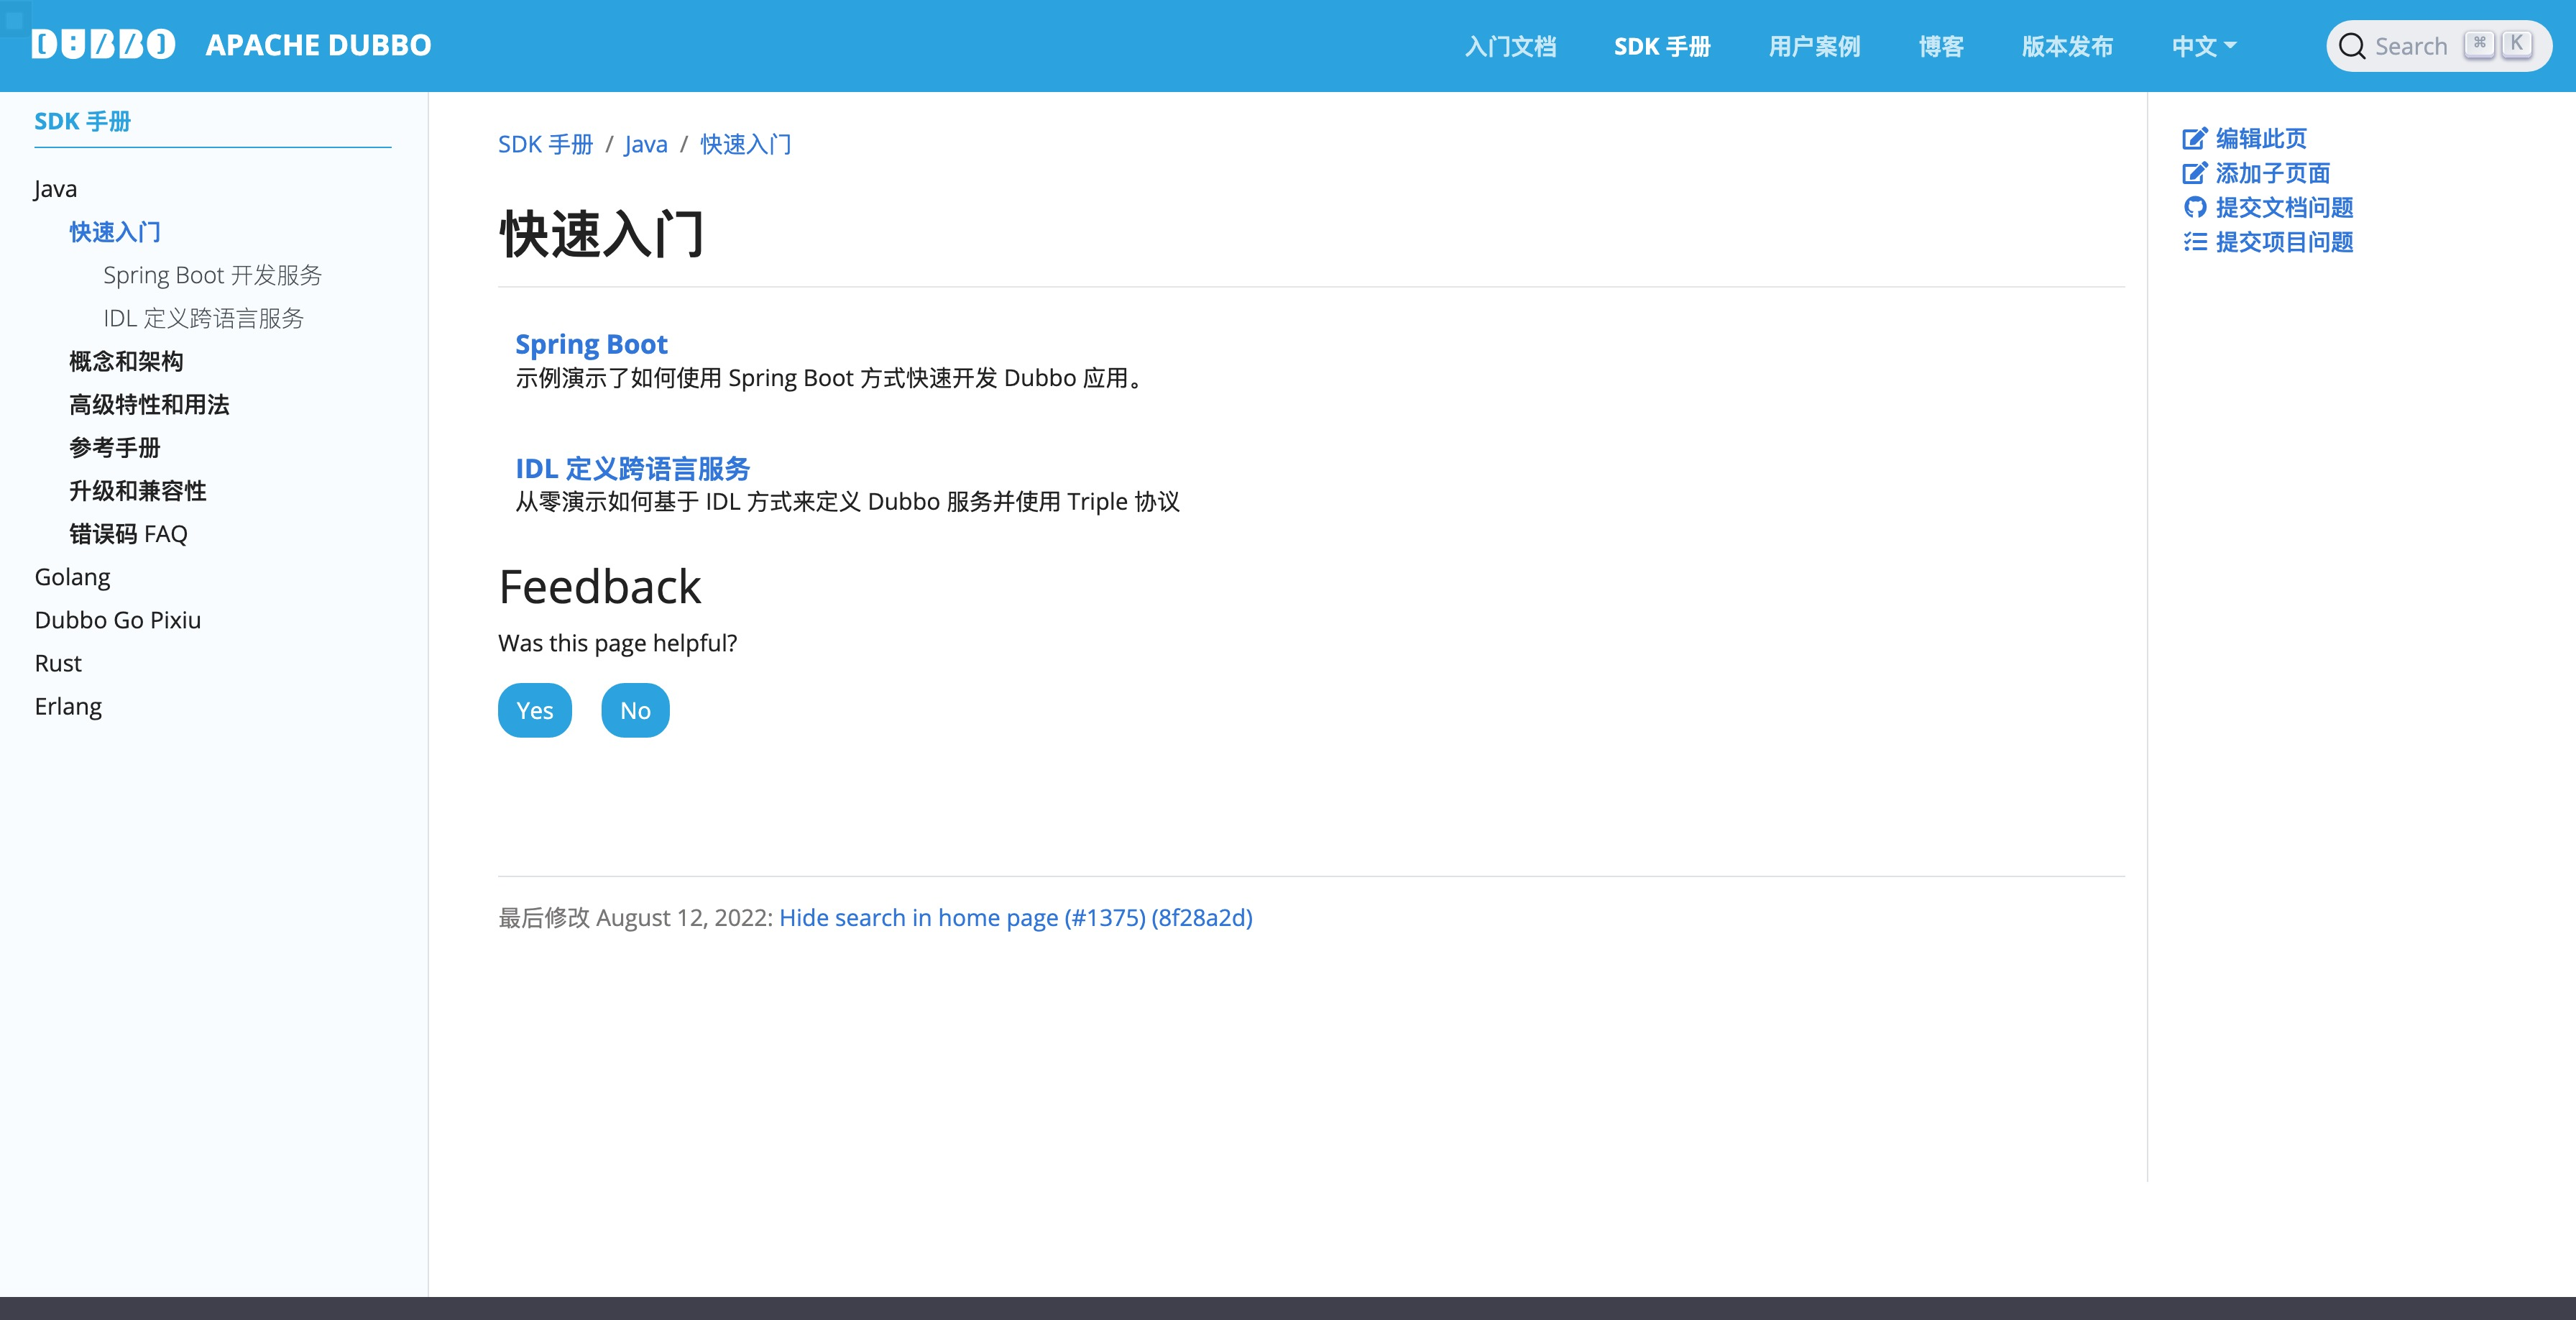 DUBBO APACHE DUBBO 入门文档 SDK 手册 用户案例 博客 版本发布 中文 Search ⌘ K
SDK 手册
Java
快速入门
Spring Boot 开发服务
IDL 定义跨语言服务
概念和架构
高级特性和用法
参考手册
升级和兼容性
错误码 FAQ
Golang
Dubbo Go Pixiu
Rust
Erlang
SDK 手册 / Java / 快速入门
快速入门
Spring Boot
示例演示了如何使用 Spring Boot 方式快速开发 Dubbo 应用。
IDL 定义跨语言服务
从零演示如何基于 IDL 方式来定义 Dubbo 服务并使用 Triple 协议
Feedback
Was this page helpful?
Yes No
最后修改 August 12, 2022: Hide search in home page (#1375) (8f28a2d)
编辑此页
添加子页面
提交文档问题
提交项目问题